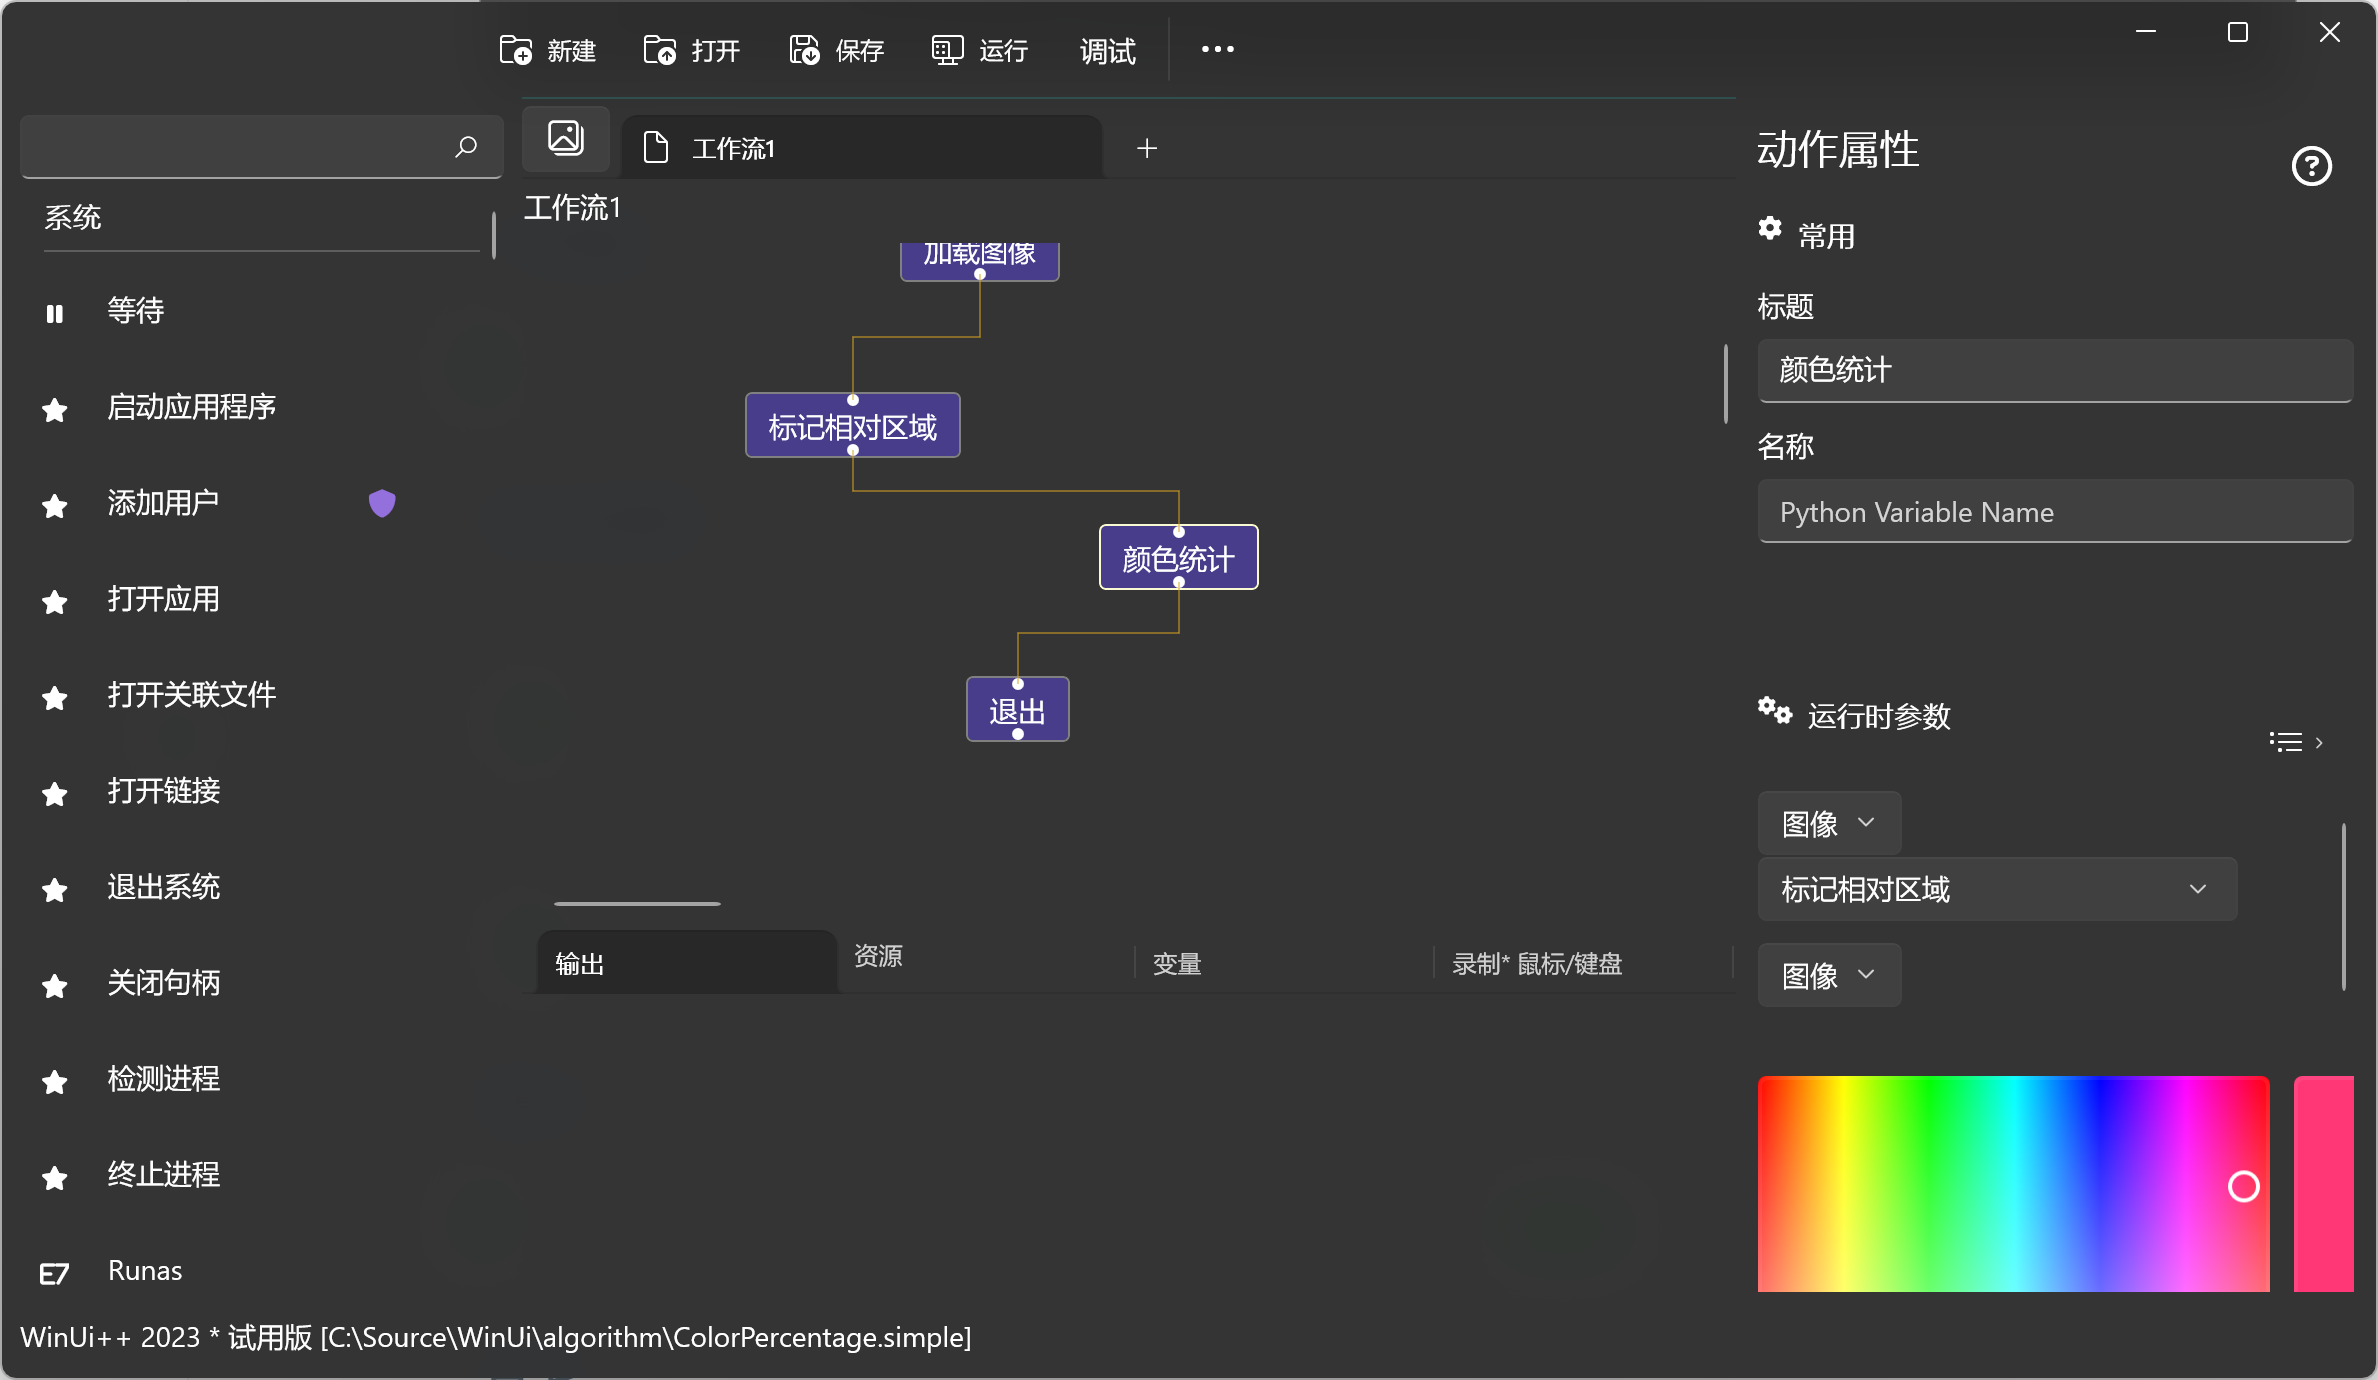 新建
打开
保存
运行
调试
工作流1
工作流1
系统
等待
启动应用程序
添加用户
打开应用
打开关联文件
打开链接
退出系统
关闭句柄
检测进程
终止进程
Runas
加载图像
标记相对区域
颜色统计
退出
输出
资源
变量
录制* 鼠标/键盘
动作属性
常用
标题
颜色统计
名称
Python Variable Name
运行时参数
图像
标记相对区域
图像
WinUi++ 2023 * 试用版 [C:\Source\WinUi\algorithm\ColorPercentage.simple]